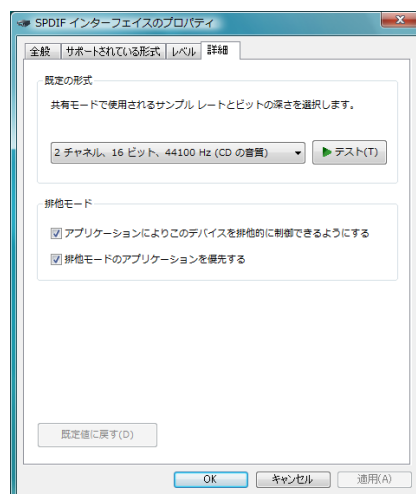 SPDIF インターフェイスのプロパティ
全般 サポートされている形式 レベル 詳細
既定の形式
共有モードで使用されるサンプル レートとビットの深さを選択します。
2 チャネル、16 ビット、44100 Hz (CD の音質) テスト(T)
排他モード
アプリケーションによりこのデバイスを排他的に制御できるようにする
排他モードのアプリケーションを優先する
既定値に戻す(D)
OK キャンセル 適用(A)